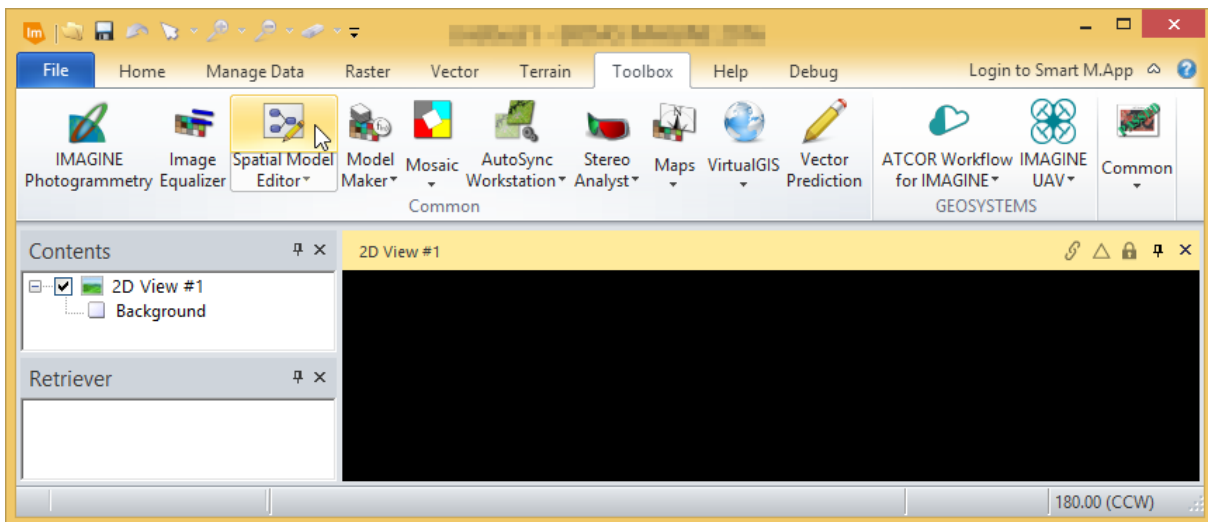 Im
File Home Manage Data Raster Vector Terrain Toolbox Help Debug Login to Smart M.App
IMAGINE Image Spatial Model Model Mosaic AutoSync Stereo Maps VirtualGIS Vector ATCOR Workflow IMAGINE Common
Photogrammetry Equalizer Editor Maker Workstation Analyst Prediction for IMAGINE UAV
Common GEOSYSTEMS
Contents 2D View #1
2D View #1
Background
Retriever
180.00 (CCW)